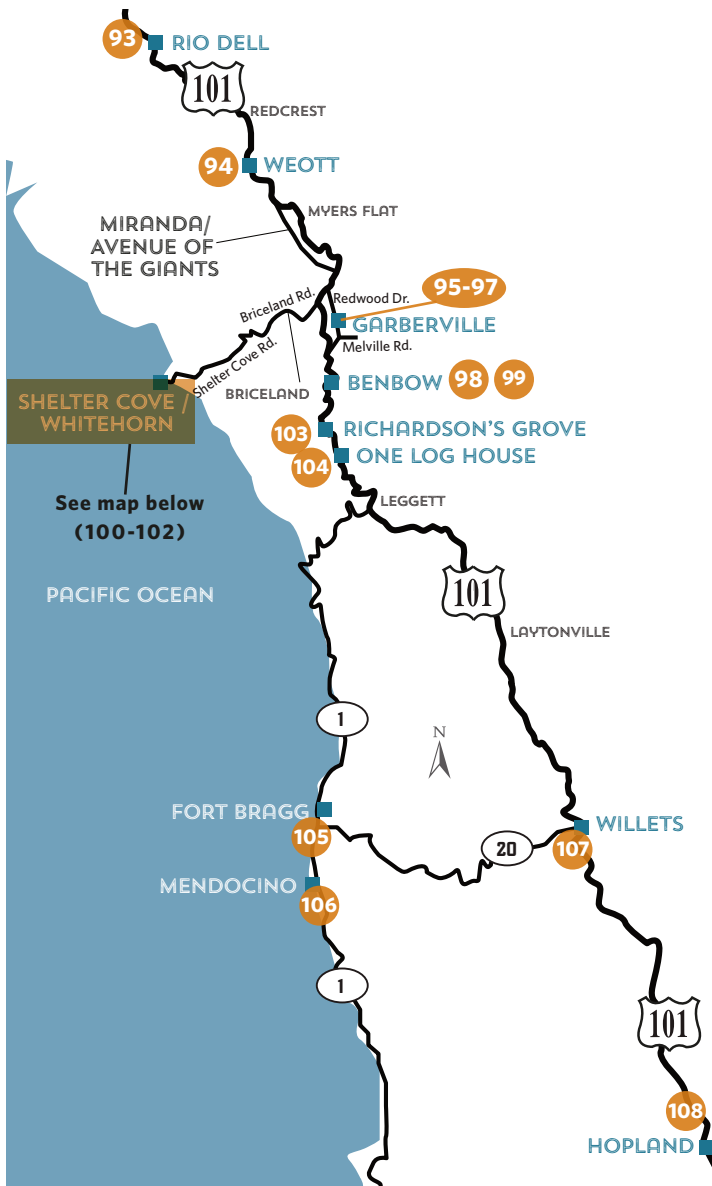 93
RIO DELL
101
REDCREST
94
WEOTT
MYERS FLAT
MIRANDA/
AVENUE OF
THE GIANTS
95-97
Briceland Rd.
Redwood Dr.
GARBERVILLE
Melville Rd.
Shelter Cove Rd.
BRICELAND
BENBOW
98
99
SHELTER COVE /
WHITEHORN
103
RICHARDSON'S GROVE
104
ONE LOG HOUSE
See map below
(100-102)
LEGGETT
PACIFIC OCEAN
101
LAYTONVILLE
1
N
FORT BRAGG
105
20
WILLETS
107
MENDOCINO
106
1
101
108
HOPLAND